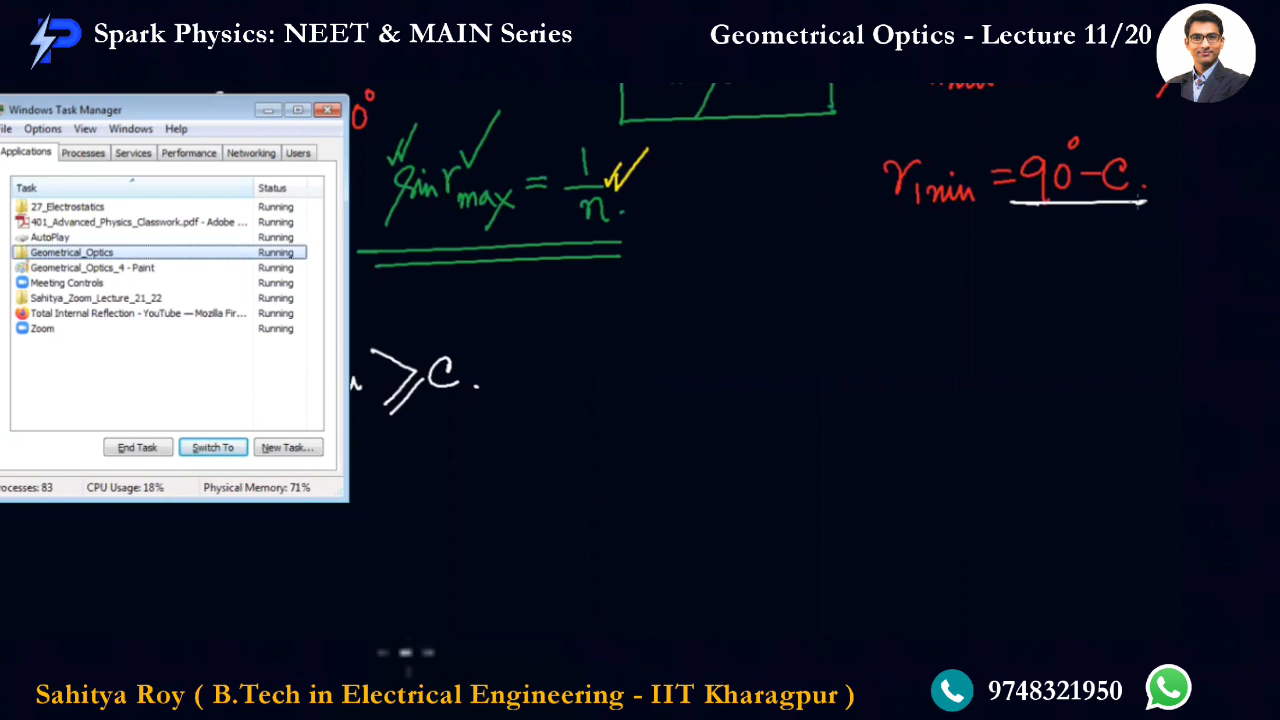 Spark Physics: NEET & MAIN Series
Geometrical Optics - Lecture 11/20
Windows Task Manager
Options View Windows Help
Applications Processes Services Performance Networking Users
Task Status
27_Electrostatics Running
401_Advanced_Physics_Classwork.pdf - Adobe ... Running
AutoPlay Running
Geometrical_Optics Running
Geometrical_Optics_4 - Paint Running
Meeting Controls Running
Sahitya_Zoom_Lecture_21_22 Running
Total Internal Reflection - YouTube — Mozilla Fir... Running
Zoom Running
End Task Switch To New Task...
rocesses: 83 CPU Usage: 18% Physical Memory: 71%
0°
sin r max = 1/n.
r1min = 90° - C.
≥ C.
Sahitya Roy ( B.Tech in Electrical Engineering - IIT Kharagpur )
9748321950